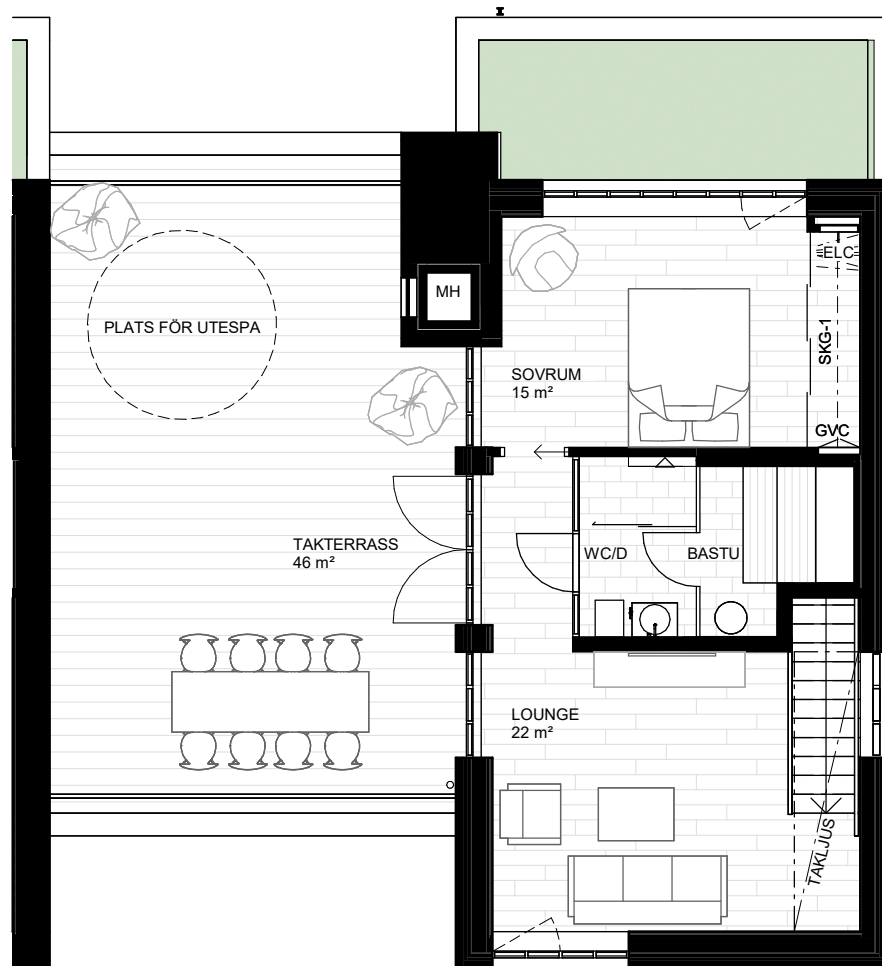 MH
ELC
PLATS FÖR UTESPA
SKG-1
SOVRUM
15 m²
GVC
TAKTERRASS
46 m²
WC/D
BASTU
LOUNGE
22 m²
TAKLJUS